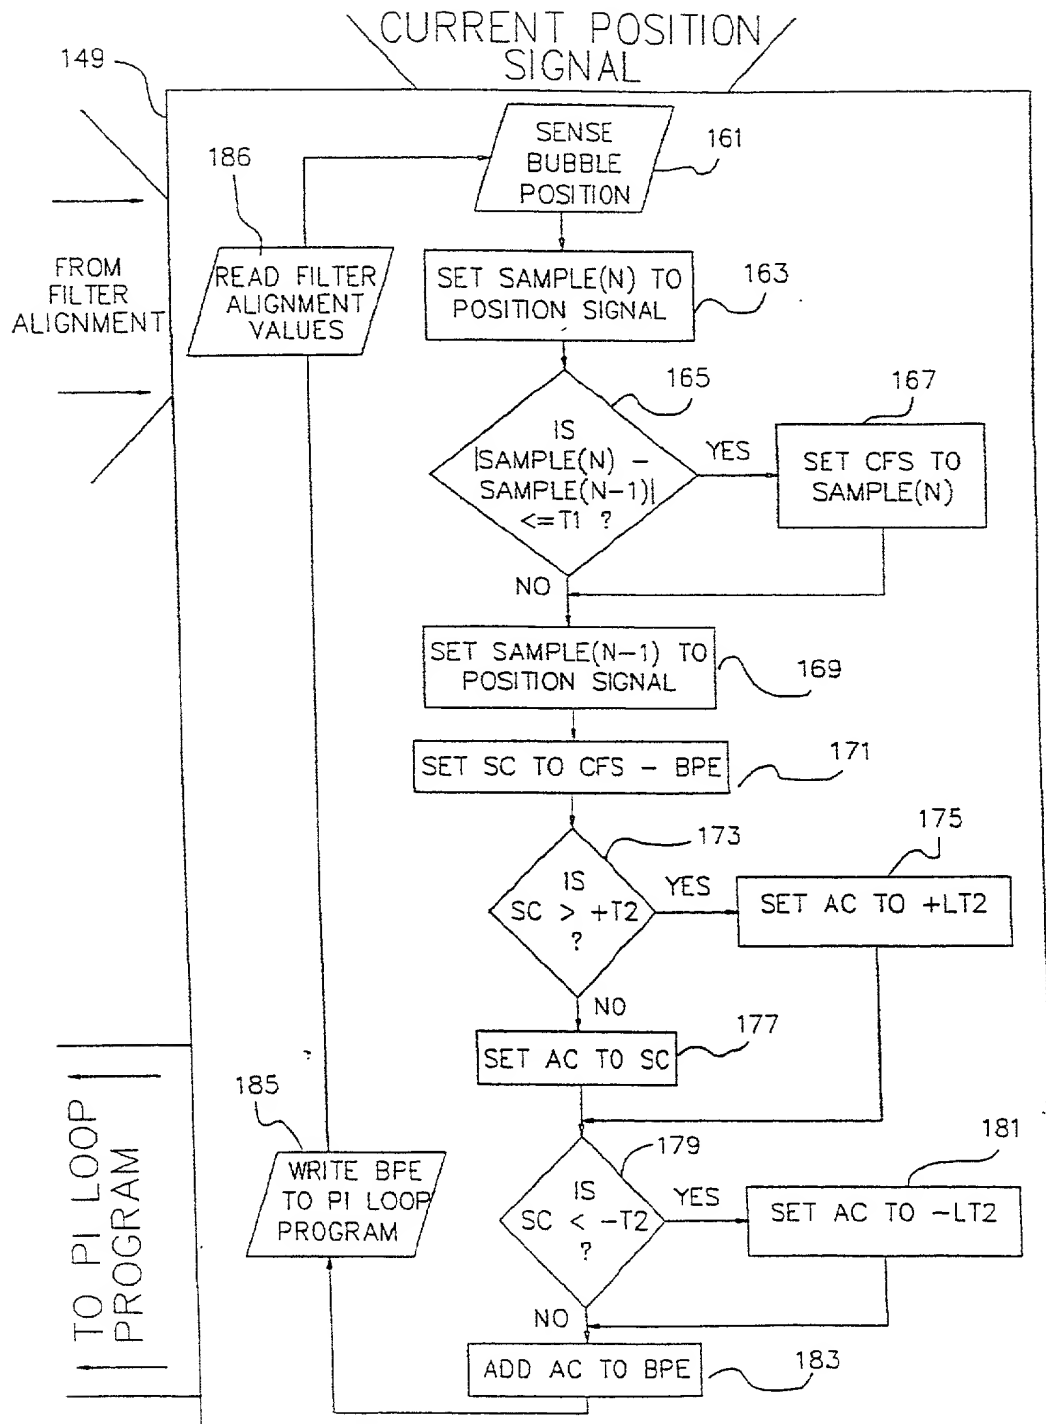 CURRENT POSITION
SIGNAL
149
SENSE
BUBBLE
POSITION
161
186
READ FILTER
ALIGNMENT
VALUES
FROM
FILTER
ALIGNMENT
SET SAMPLE(N) TO
POSITION SIGNAL
163
165
IS
|SAMPLE(N) –
SAMPLE(N–1)|
<=T1 ?
YES
167
SET CFS TO
SAMPLE(N)
NO
SET SAMPLE(N–1) TO
POSITION SIGNAL
169
SET SC TO CFS – BPE
171
173
IS
SC > +T2
?
YES
175
SET AC TO +LT2
NO
SET AC TO SC
177
179
IS
SC < –T2
?
YES
181
SET AC TO –LT2
NO
ADD AC TO BPE
183
185
WRITE BPE
TO PI LOOP
PROGRAM
TO PI LOOP
PROGRAM